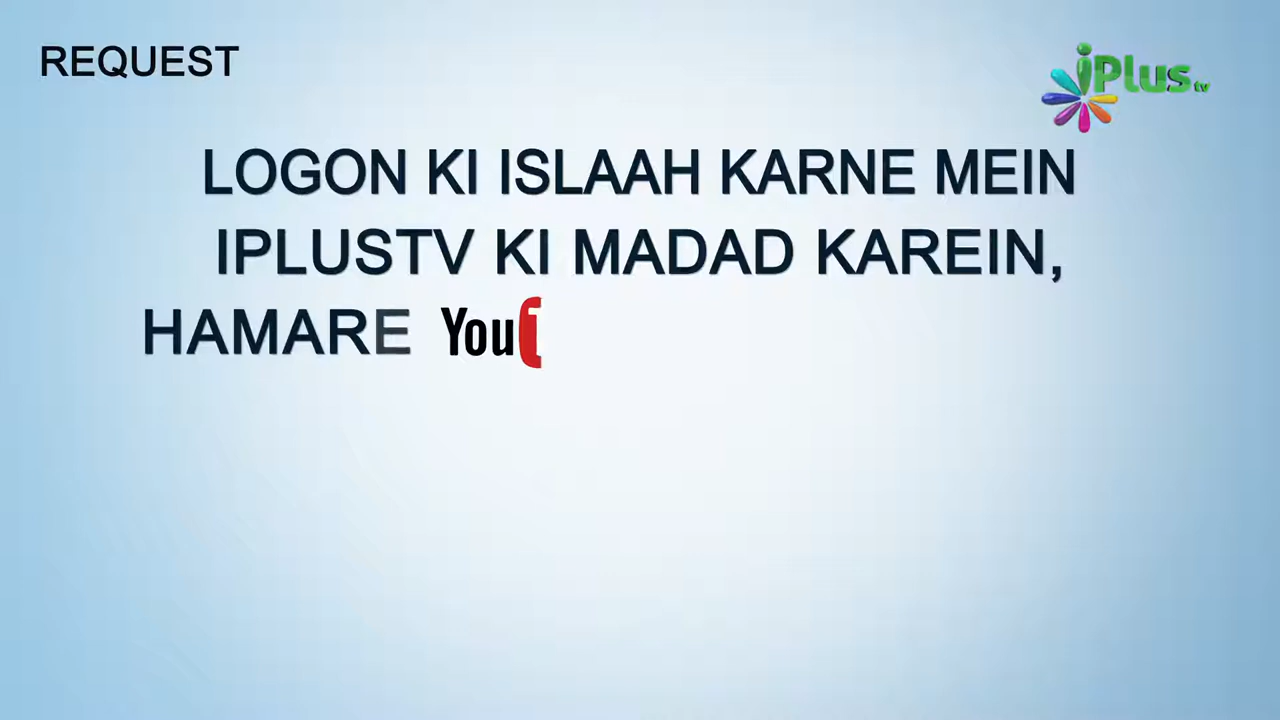 REQUEST
iPlus tv
LOGON KI ISLAAH KARNE MEIN
IPLUSTV KI MADAD KAREIN,
HAMARE You